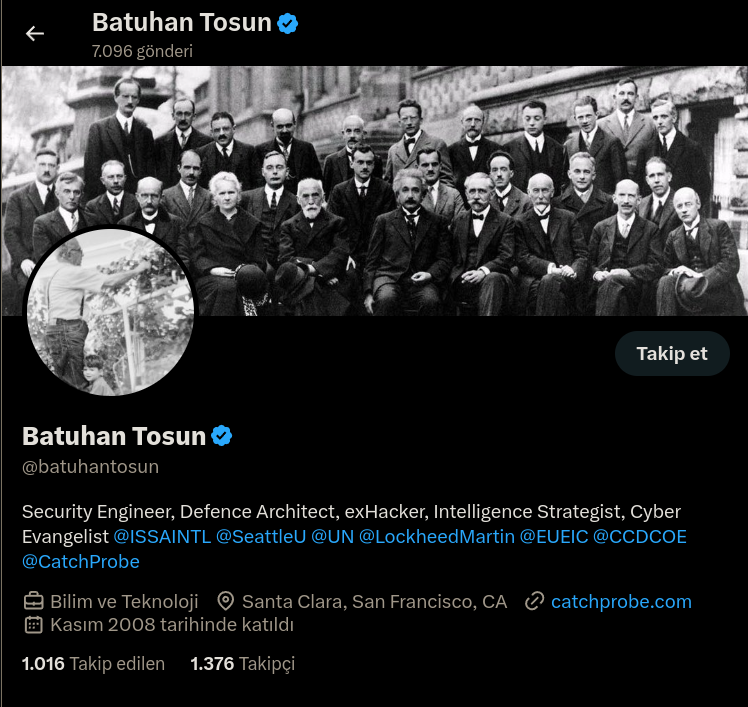 Batuhan Tosun
7.096 gönderi
Takip et
Batuhan Tosun
@batuhantosun
Security Engineer, Defence Architect, exHacker, Intelligence Strategist, Cyber
Evangelist @ISSAINTL @SeattleU @UN @LockheedMartin @EUEIC @CCDCOE
@CatchProbe
Bilim ve Teknoloji Santa Clara, San Francisco, CA catchprobe.com
Kasım 2008 tarihinde katıldı
1.016 Takip edilen 1.376 Takipçi